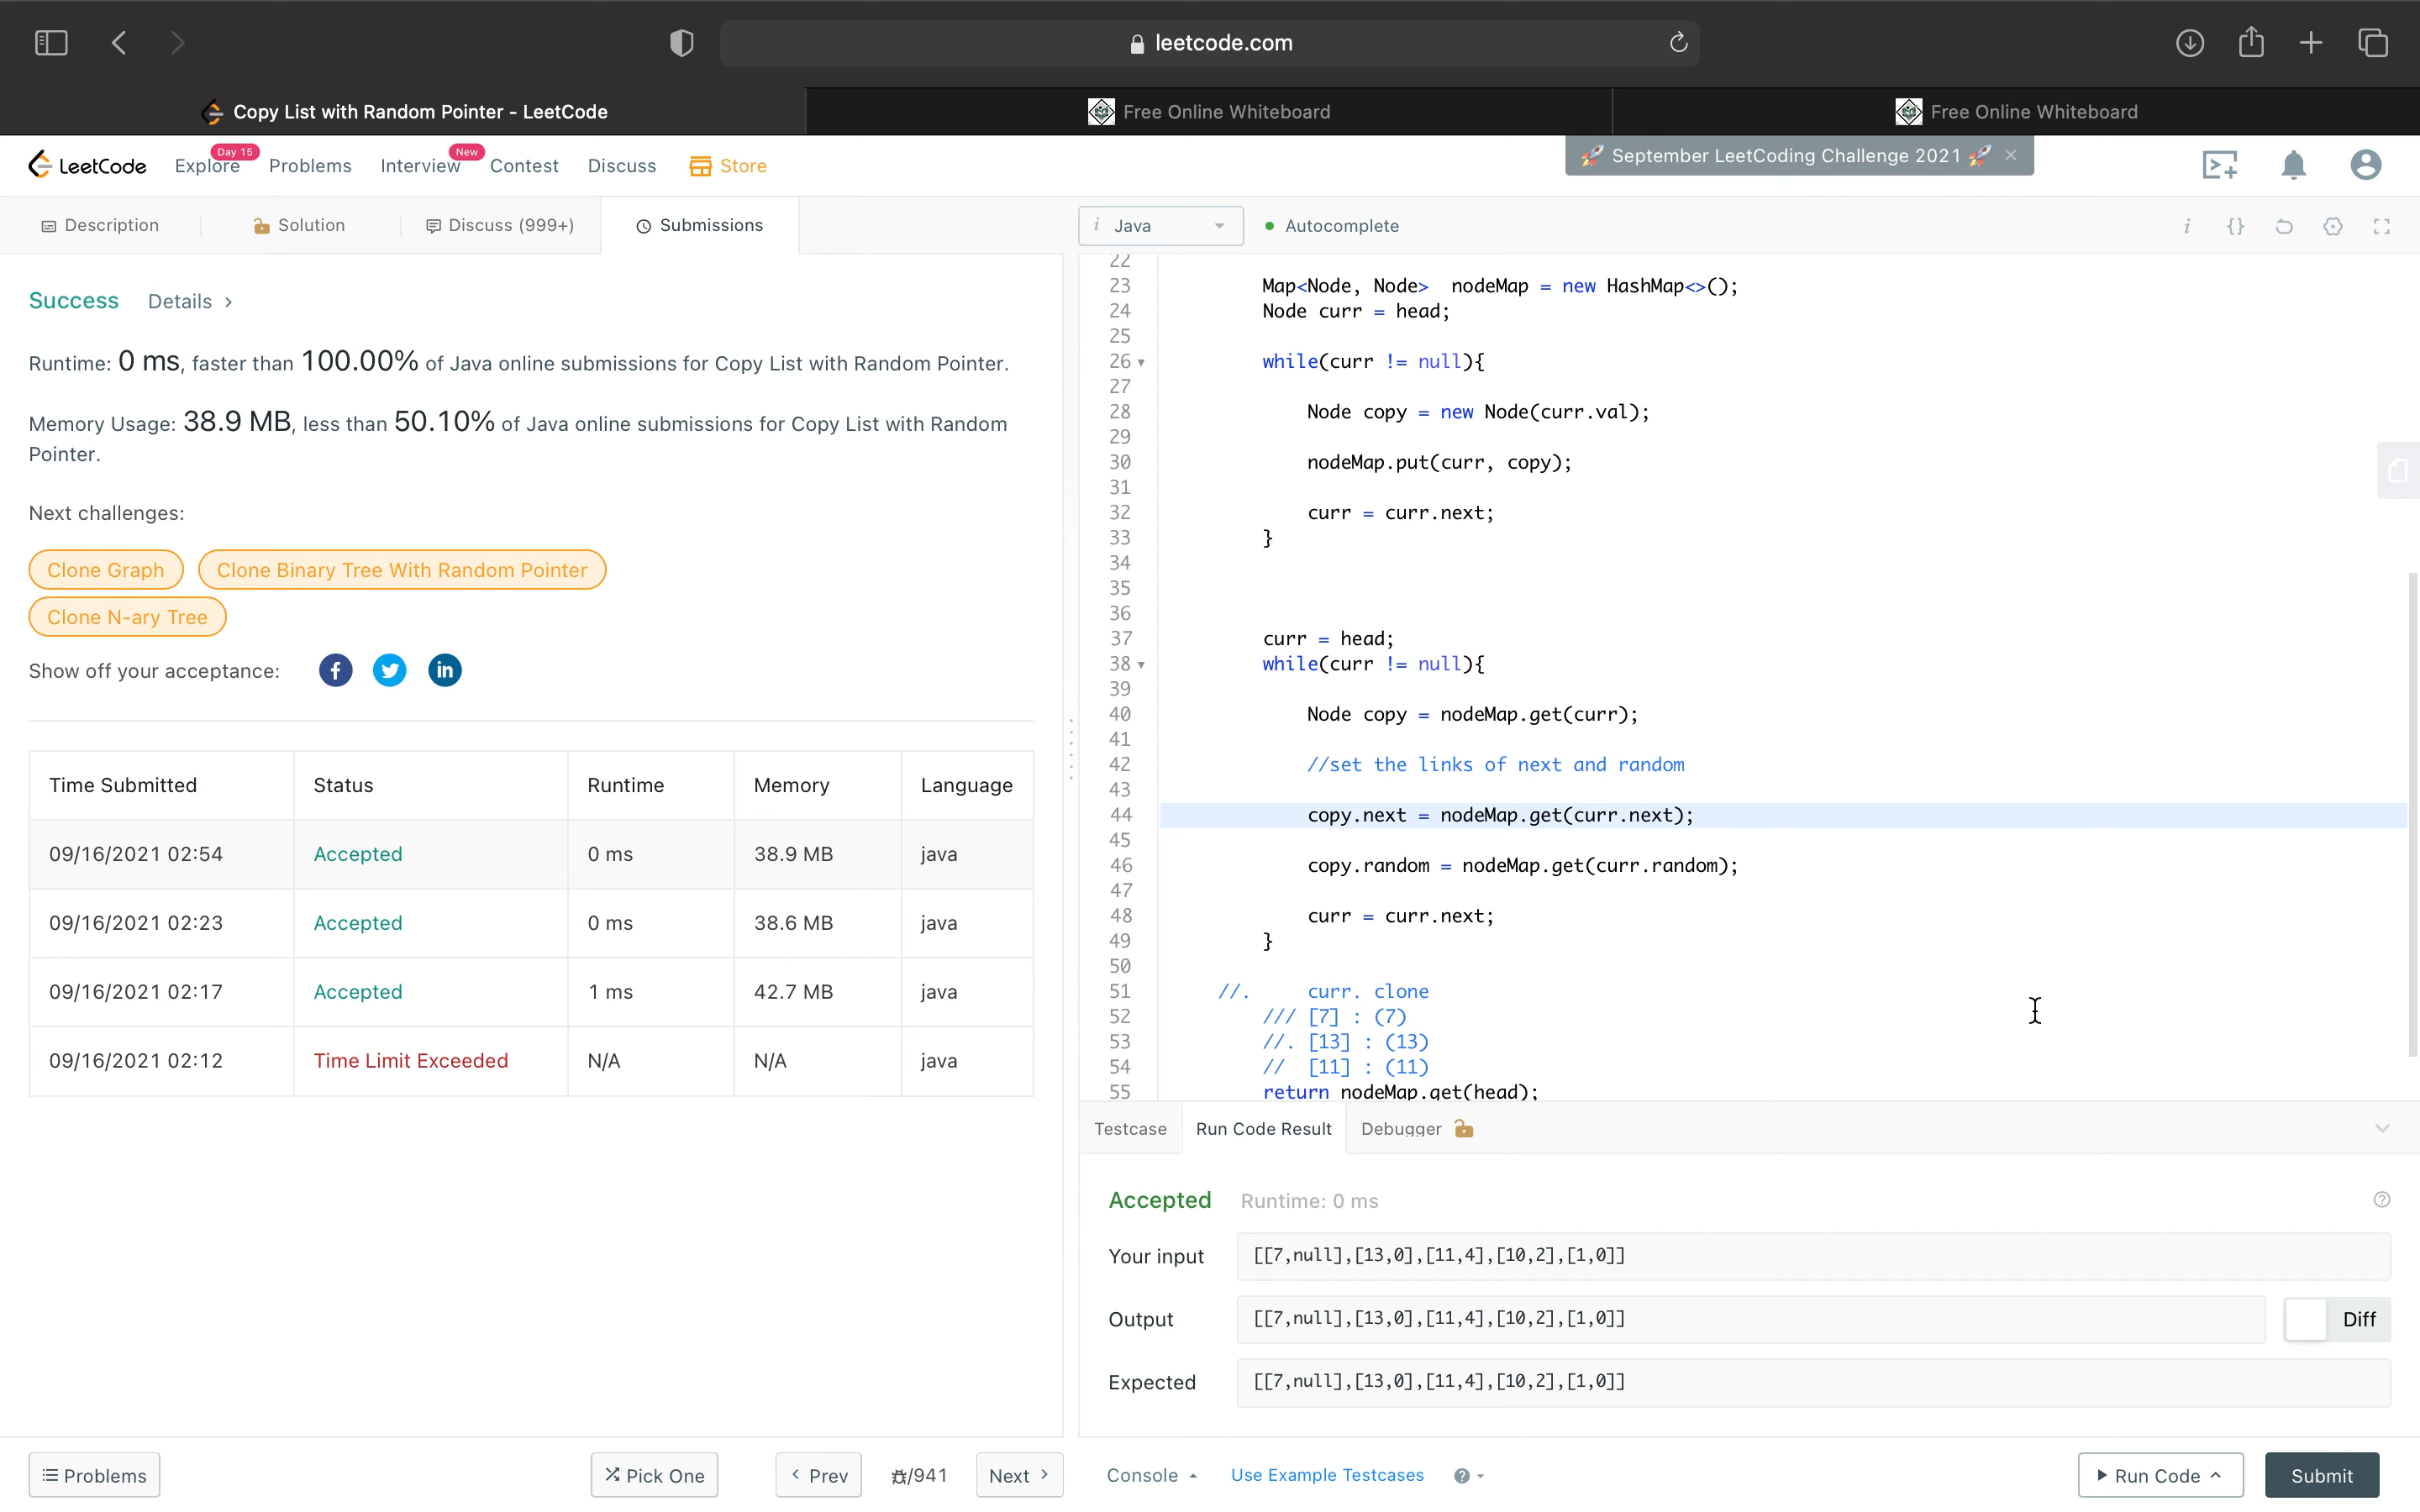 leetcode.com
Copy List with Random Pointer - LeetCode
Free Online Whiteboard
Free Online Whiteboard
LeetCode
Explore
Day 15
Problems
Interview
New
Contest
Discuss
Store
🚀 September LeetCoding Challenge 2021 🚀 ×
Description
Solution
Discuss (999+)
Submissions
Success
Details >
Runtime: 0 ms, faster than 100.00% of Java online submissions for Copy List with Random Pointer.
Memory Usage: 38.9 MB, less than 50.10% of Java online submissions for Copy List with Random
Pointer.
Next challenges:
Clone Graph
Clone Binary Tree With Random Pointer
Clone N-ary Tree
Show off your acceptance:
Time Submitted Status Runtime Memory Language
09/16/2021 02:54 Accepted 0 ms 38.9 MB java
09/16/2021 02:23 Accepted 0 ms 38.6 MB java
09/16/2021 02:17 Accepted 1 ms 42.7 MB java
09/16/2021 02:12 Time Limit Exceeded N/A N/A java
Problems
Pick One
< Prev
/941
Next >
i Java
Autocomplete
i {}
22
23 Map<Node, Node>  nodeMap = new HashMap<>();
24 Node curr = head;
25
26 while(curr != null){
27
28 Node copy = new Node(curr.val);
29
30 nodeMap.put(curr, copy);
31
32 curr = curr.next;
33 }
34
35
36
37 curr = head;
38 while(curr != null){
39
40 Node copy = nodeMap.get(curr);
41
42 //set the links of next and random
43
44 copy.next = nodeMap.get(curr.next);
45
46 copy.random = nodeMap.get(curr.random);
47
48 curr = curr.next;
49 }
50
51 //.     curr. clone
52 /// [7] : (7)
53 //. [13] : (13)
54 //  [11] : (11)
55 return nodeMap.get(head);
Testcase
Run Code Result
Debugger
Accepted
Runtime: 0 ms
Your input
[[7,null],[13,0],[11,4],[10,2],[1,0]]
Output
[[7,null],[13,0],[11,4],[10,2],[1,0]]
Diff
Expected
[[7,null],[13,0],[11,4],[10,2],[1,0]]
Console
Use Example Testcases
Run Code
Submit